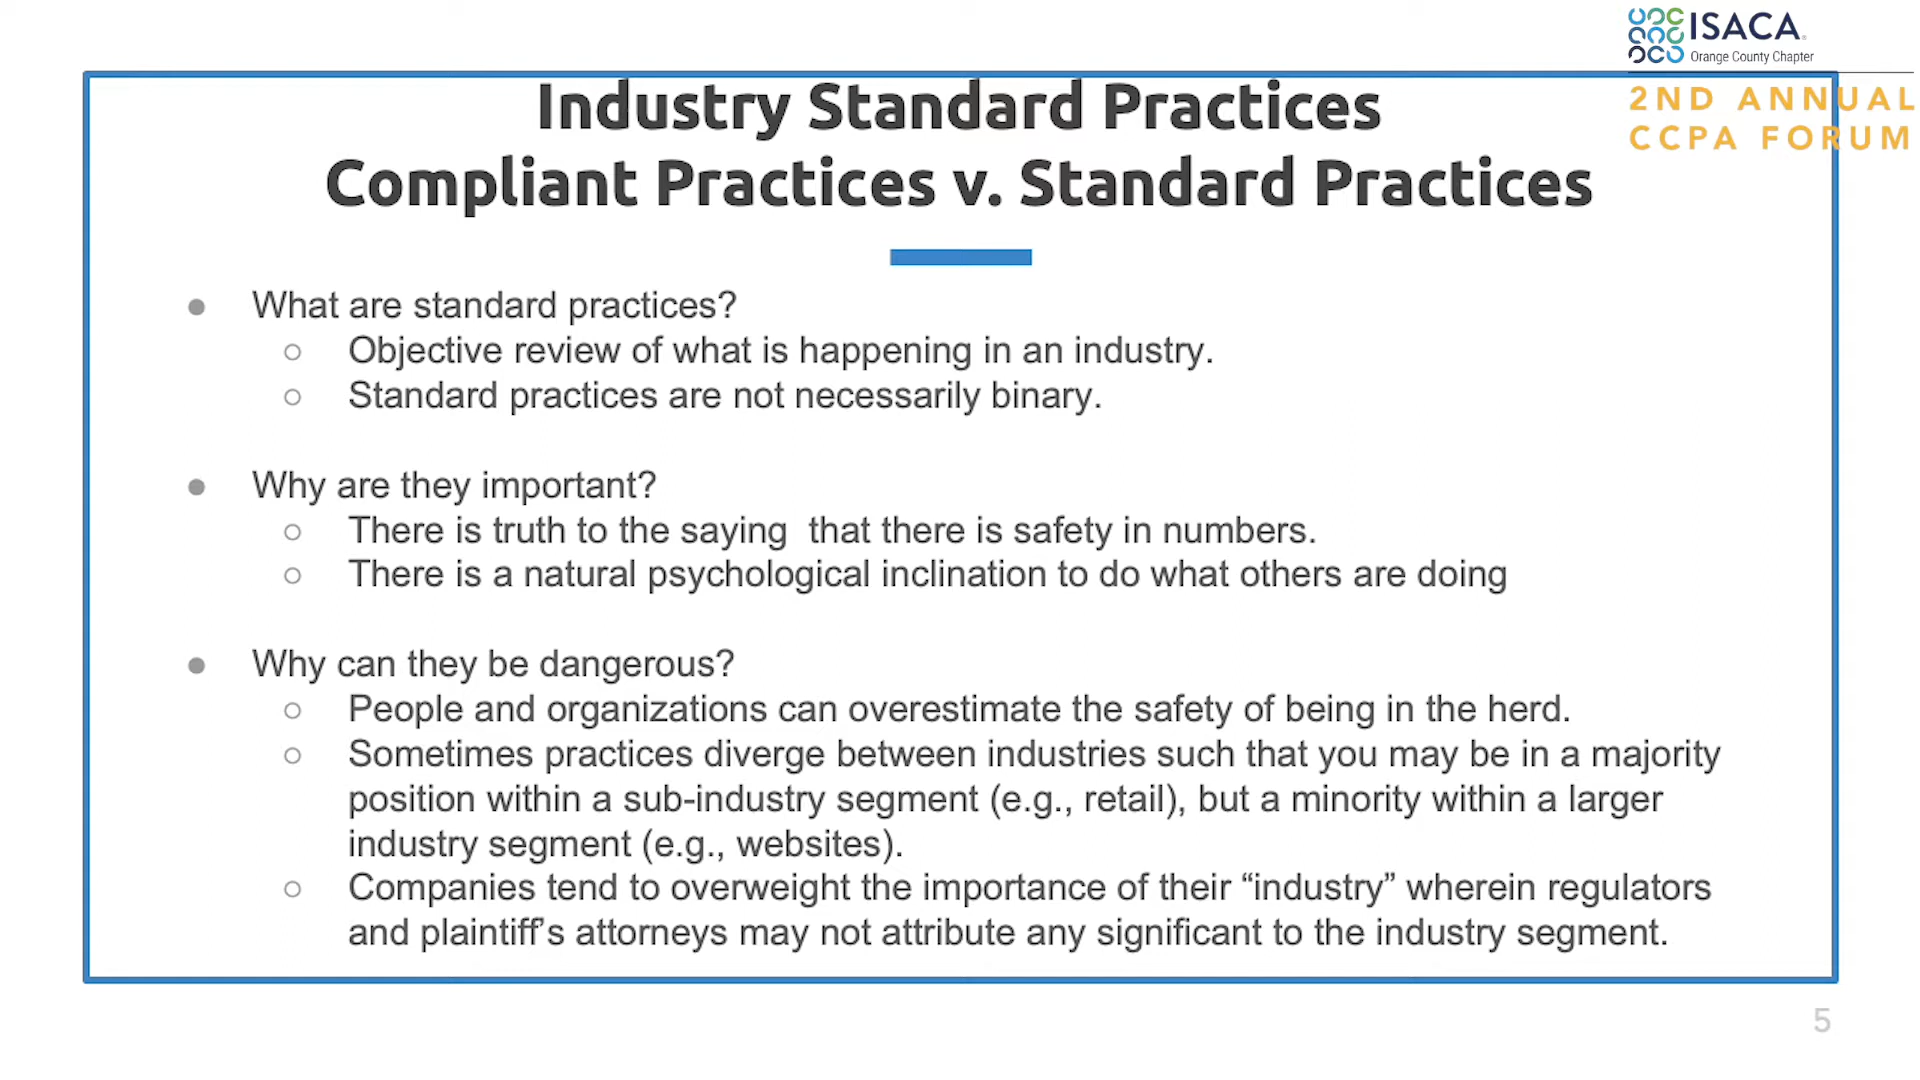 ISACA
Orange County Chapter
2ND ANNUAL
CCPA FORUM
Industry Standard Practices
Compliant Practices v. Standard Practices
● What are standard practices?
○ Objective review of what is happening in an industry.
○ Standard practices are not necessarily binary.
● Why are they important?
○ There is truth to the saying  that there is safety in numbers.
○ There is a natural psychological inclination to do what others are doing
● Why can they be dangerous?
○ People and organizations can overestimate the safety of being in the herd.
○ Sometimes practices diverge between industries such that you may be in a majority
position within a sub-industry segment (e.g., retail), but a minority within a larger
industry segment (e.g., websites).
○ Companies tend to overweight the importance of their “industry” wherein regulators
and plaintiff’s attorneys may not attribute any significant to the industry segment.
5